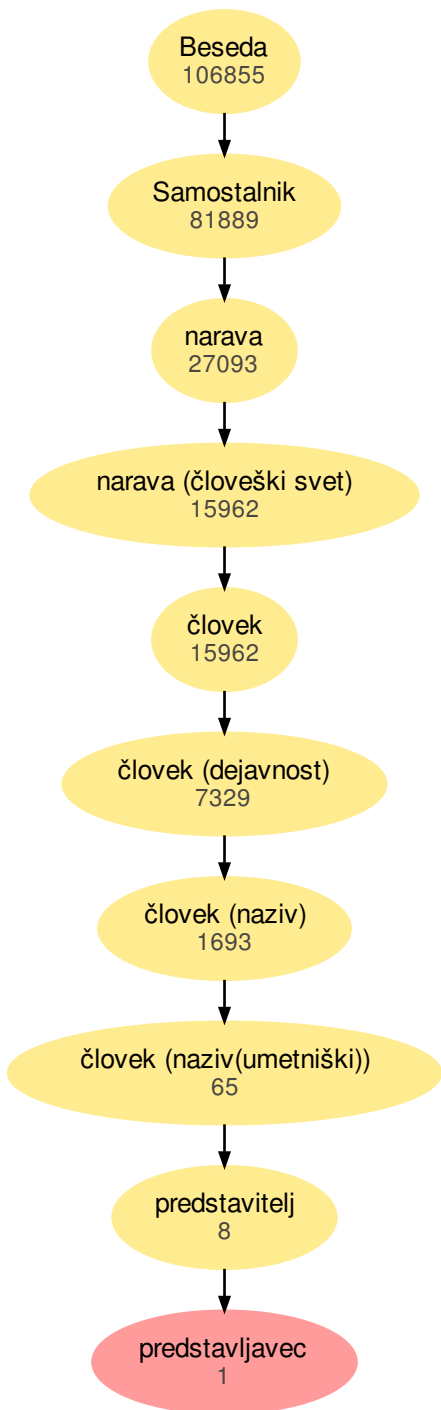 Beseda
106855
Samostalnik
81889
narava
27093
narava (človeški svet)
15962
človek
15962
človek (dejavnost)
7329
človek (naziv)
1693
človek (naziv(umetniški))
65
predstavitelj
8
predstavljavec
1